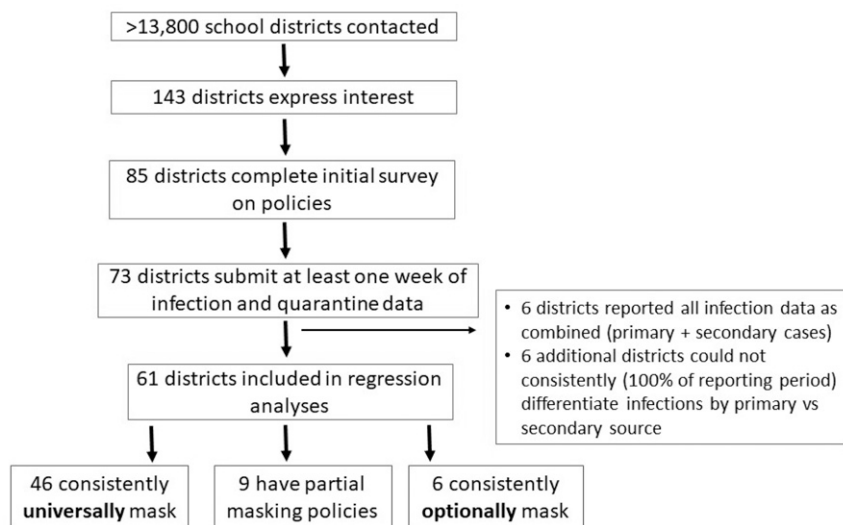 >13,800 school districts contacted
143 districts express interest
85 districts complete initial survey
on policies
73 districts submit at least one week of
infection and quarantine data
• 6 districts reported all infection data as
combined (primary + secondary cases)
• 6 additional districts could not
consistently (100% of reporting period)
differentiate infections by primary vs
secondary source
61 districts included in regression
analyses
46 consistently
universally mask
9 have partial
masking policies
6 consistently
optionally mask